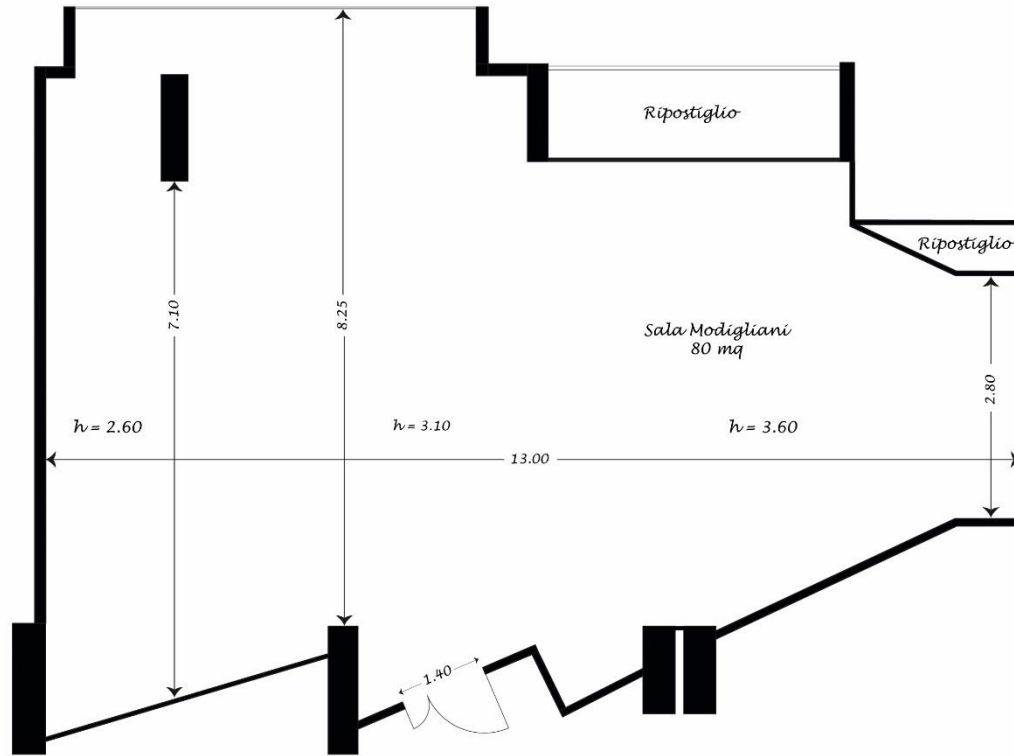 Ripostiglio
Ripostiglio
7.10
8.25
Sala Modigliani
80 mq
2.80
h = 2.60
h = 3.10
h = 3.60
13.00
1.40